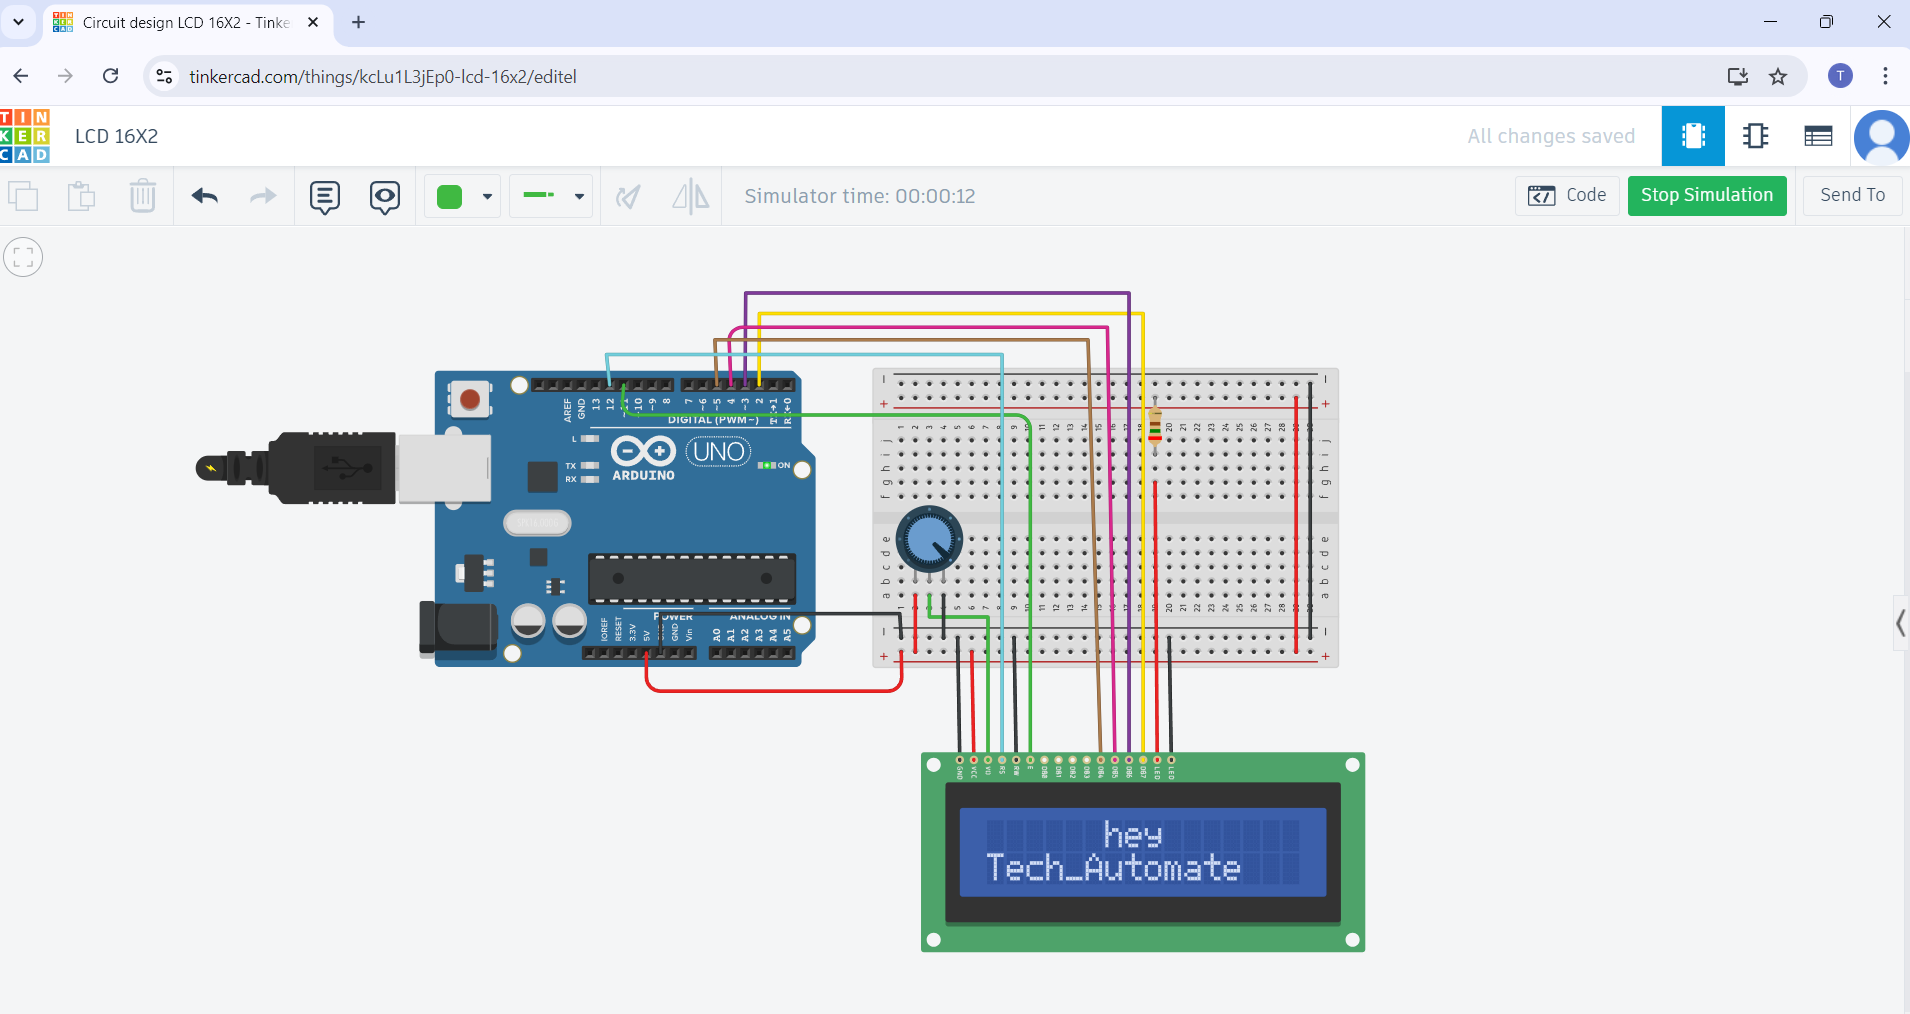 Circuit design LCD 16X2 - Tinke
tinkercad.com/things/kcLu1L3jEp0-lcd-16x2/editel
T
TIN
KER
CAD
LCD 16X2
All changes saved
Simulator time: 00:00:12
Code
Stop Simulation
Send To
AREF
GND
13
12
~10
~9
8
7
~6
~5
4
~3
2
TX→1
RX←0
DIGITAL (PWM~)
L
TX
RX
ARDUINO
UNO
ON
POWER
ANALOG IN
IOREF
RESET
3.3V
5V
GND
Vin
A0
A1
A2
A3
A4
A5
j
i
h
g
f
e
d
c
b
a
GND
VCC
VO
RS
RW
E
DB0
DB1
DB2
DB3
DB4
DB5
DB6
DB7
LED
LED
hey
Tech_Automate